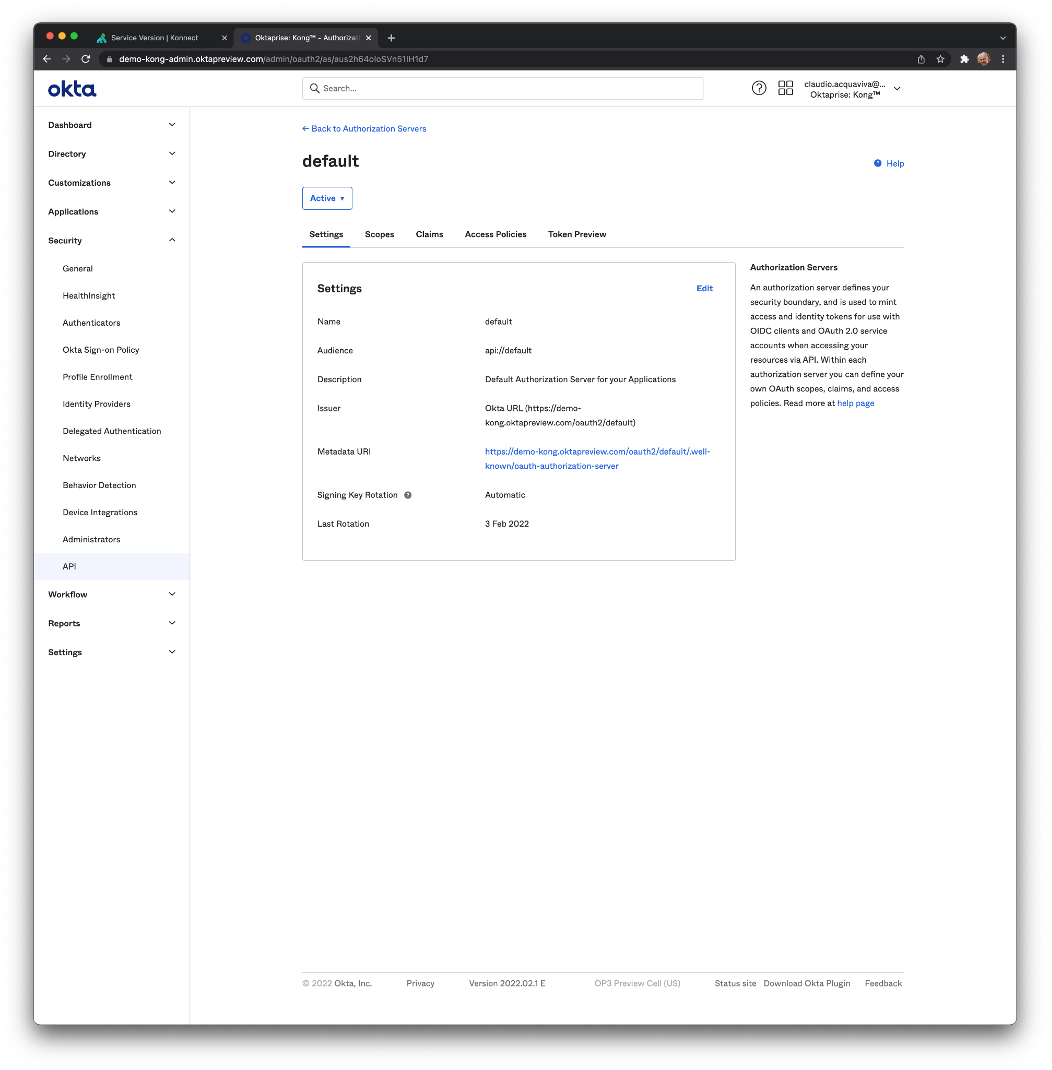 Service Version | Konnect
Oktaprise: Kong™ - Authorizati
demo-kong-admin.oktapreview.com/admin/oauth2/as/aus2h64oloSVn51lH1d7
okta
Search...
claudio.acquaviva@...
Oktaprise: Kong™
Dashboard
Directory
Customizations
Applications
Security
General
HealthInsight
Authenticators
Okta Sign-on Policy
Profile Enrollment
Identity Providers
Delegated Authentication
Networks
Behavior Detection
Device Integrations
Administrators
API
Workflow
Reports
Settings
← Back to Authorization Servers
default
Help
Active ▾
Settings Scopes Claims Access Policies Token Preview
Settings Edit
Name default
Audience api://default
Description Default Authorization Server for your Applications
Issuer Okta URL (https://demo-
kong.oktapreview.com/oauth2/default)
Metadata URI https://demo-kong.oktapreview.com/oauth2/default/.well-
known/oauth-authorization-server
Signing Key Rotation Automatic
Last Rotation 3 Feb 2022
Authorization Servers
An authorization server defines your
security boundary, and is used to mint
access and identity tokens for use with
OIDC clients and OAuth 2.0 service
accounts when accessing your
resources via API. Within each
authorization server you can define your
own OAuth scopes, claims, and access
policies. Read more at help page
© 2022 Okta, Inc. Privacy Version 2022.02.1 E OP3 Preview Cell (US) Status site Download Okta Plugin Feedback